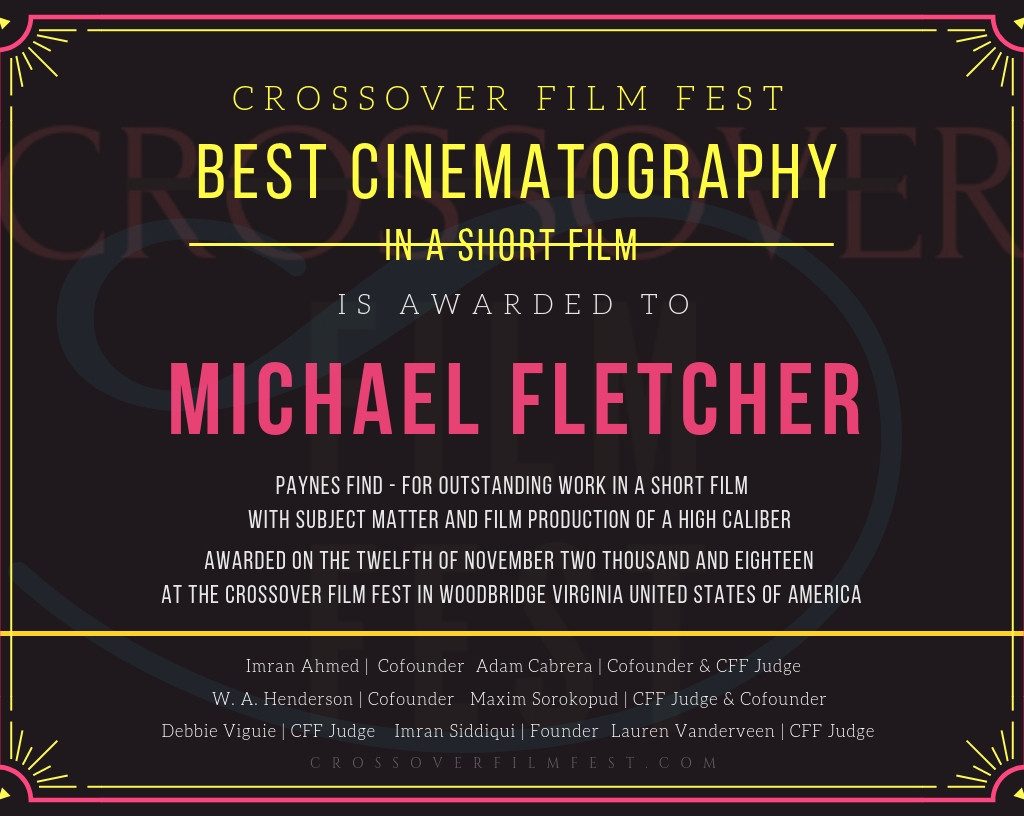 CROSSOVER FILM FEST
BEST CINEMATOGRAPHY
IN A SHORT FILM
IS AWARDED TO
MICHAEL FLETCHER
PAYNES FIND - FOR OUTSTANDING WORK IN A SHORT FILM
WITH SUBJECT MATTER AND FILM PRODUCTION OF A HIGH CALIBER
AWARDED ON THE TWELFTH OF NOVEMBER TWO THOUSAND AND EIGHTEEN
AT THE CROSSOVER FILM FEST IN WOODBRIDGE VIRGINIA UNITED STATES OF AMERICA
Imran Ahmed | Cofounder Adam Cabrera | Cofounder & CFF Judge
W. A. Henderson | Cofounder Maxim Sorokopud | CFF Judge & Cofounder
Debbie Viguie | CFF Judge Imran Siddiqui | Founder Lauren Vanderveen | CFF Judge
CROSSOVERFILMFEST.COM
CROSSOVER
FILM
FEST